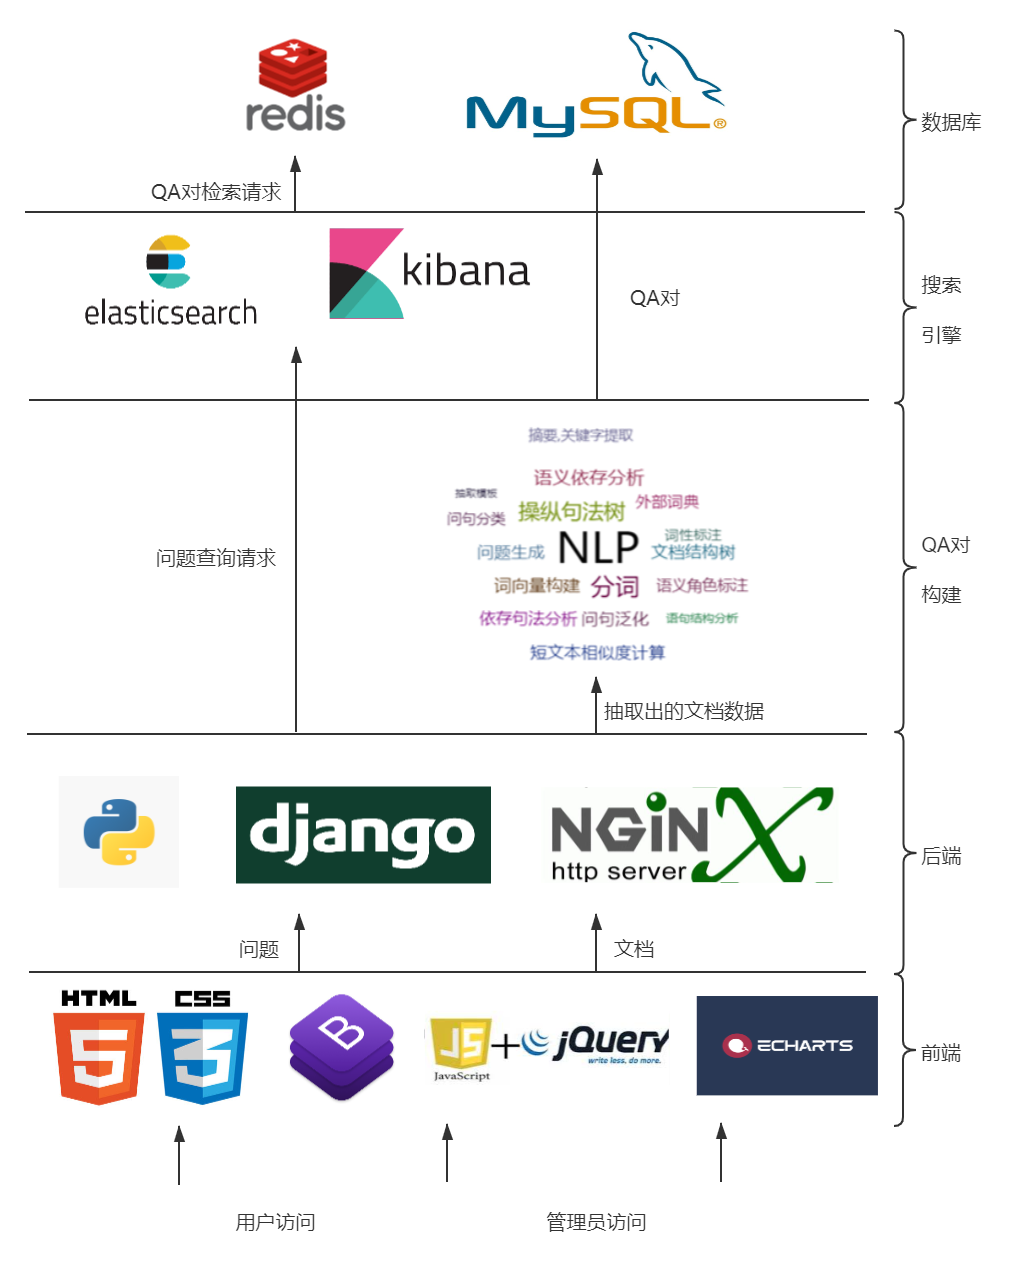 redis
MySQL®
数据库
QA对检索请求
elasticsearch
kibana
QA对
搜索
引擎
摘要,关键字提取
语义依存分析
抽取模板
外部词典
问句分类
操纵句法树
词性标注
问题生成
NLP
文档结构树
词向量构建
分词
语义角色标注
依存句法分析
问句泛化
语句结构分析
短文本相似度计算
问题查询请求
QA对
构建
抽取出的文档数据
django
NGiNX
http server
后端
问题
文档
HTML
5
CSS
3
B
JS
JavaScript
+
jQuery
write less, do more.
ECHARTS
前端
用户访问
管理员访问